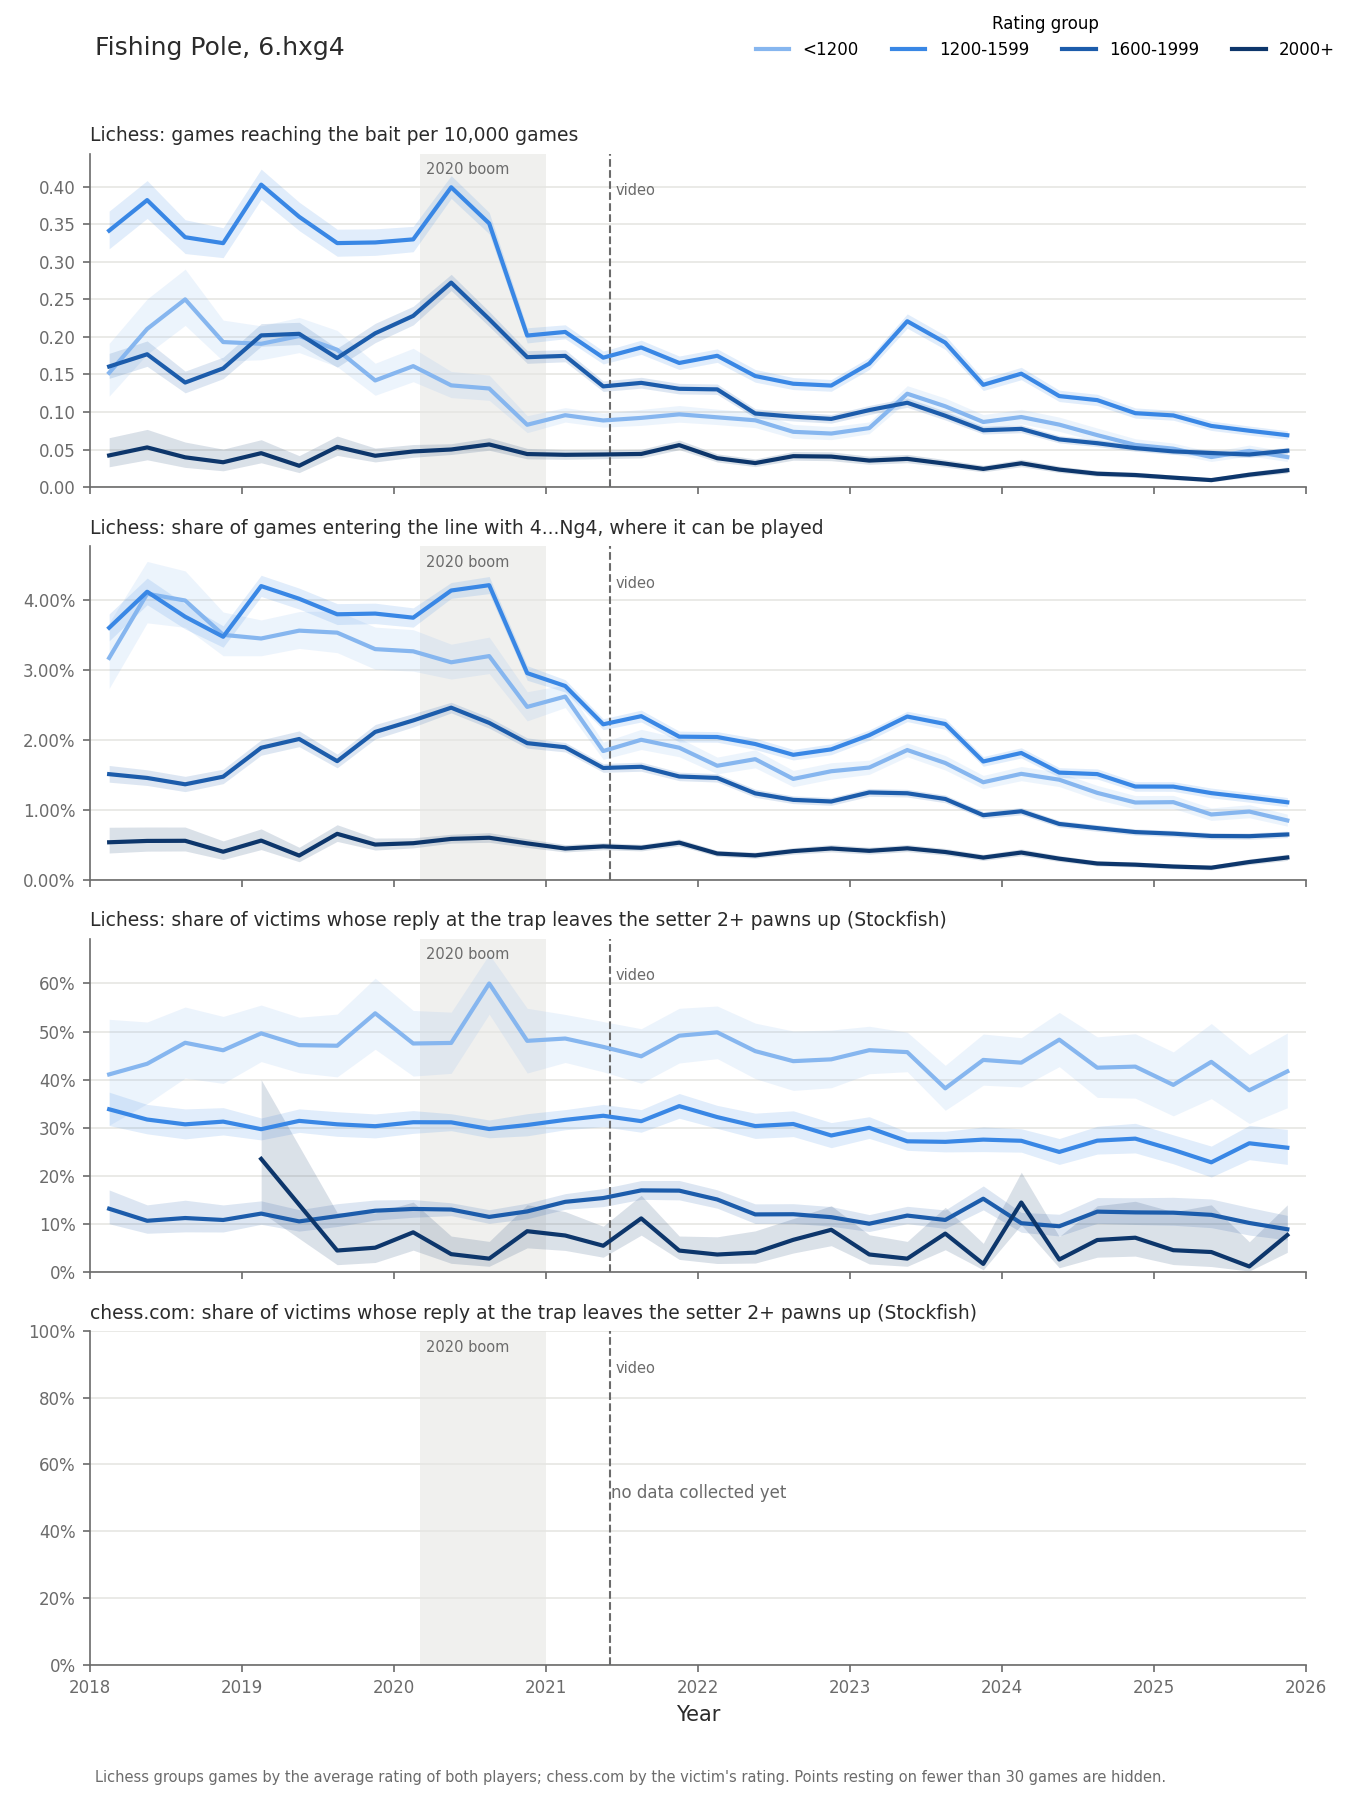 Fishing Pole, 6.hxg4
Rating group
<1200 1200-1599 1600-1999 2000+
Lichess: games reaching the bait per 10,000 games
2020 boom
video
0.40
0.35
0.30
0.25
0.20
0.15
0.10
0.05
0.00
Lichess: share of games entering the line with 4...Ng4, where it can be played
2020 boom
video
4.00%
3.00%
2.00%
1.00%
0.00%
Lichess: share of victims whose reply at the trap leaves the setter 2+ pawns up (Stockfish)
2020 boom
video
60%
50%
40%
30%
20%
10%
0%
chess.com: share of victims whose reply at the trap leaves the setter 2+ pawns up (Stockfish)
100%
2020 boom
video
80%
60%
no data collected yet
40%
20%
0%
2018 2019 2020 2021 2022 2023 2024 2025 2026
Year
Lichess groups games by the average rating of both players; chess.com by the victim's rating. Points resting on fewer than 30 games are hidden.